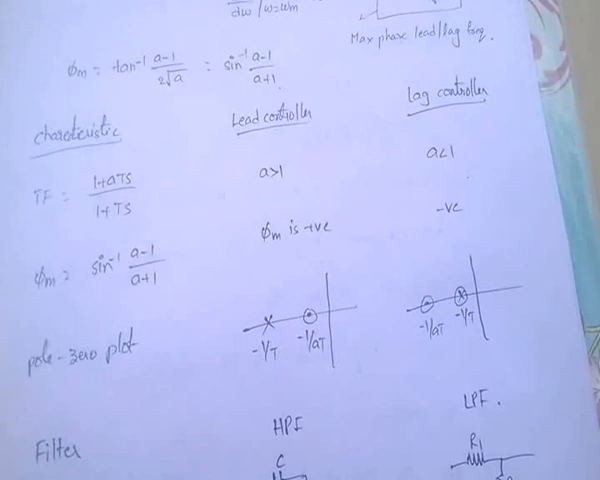 dω /ω=ωm
Max phase lead/lag freq.
ϕm = tan⁻¹ a-1/2√a = sin⁻¹ a-1/a+1
Charecteristic Lead controller Lag controller
TF = 1+aTS/1+TS a>1 a<1
ϕm = sin⁻¹ a-1/a+1 ϕm is +ve -ve
pole-zero plot -1/T -1/aT -1/aT -1/T
Filter HPF LPF.
C R1